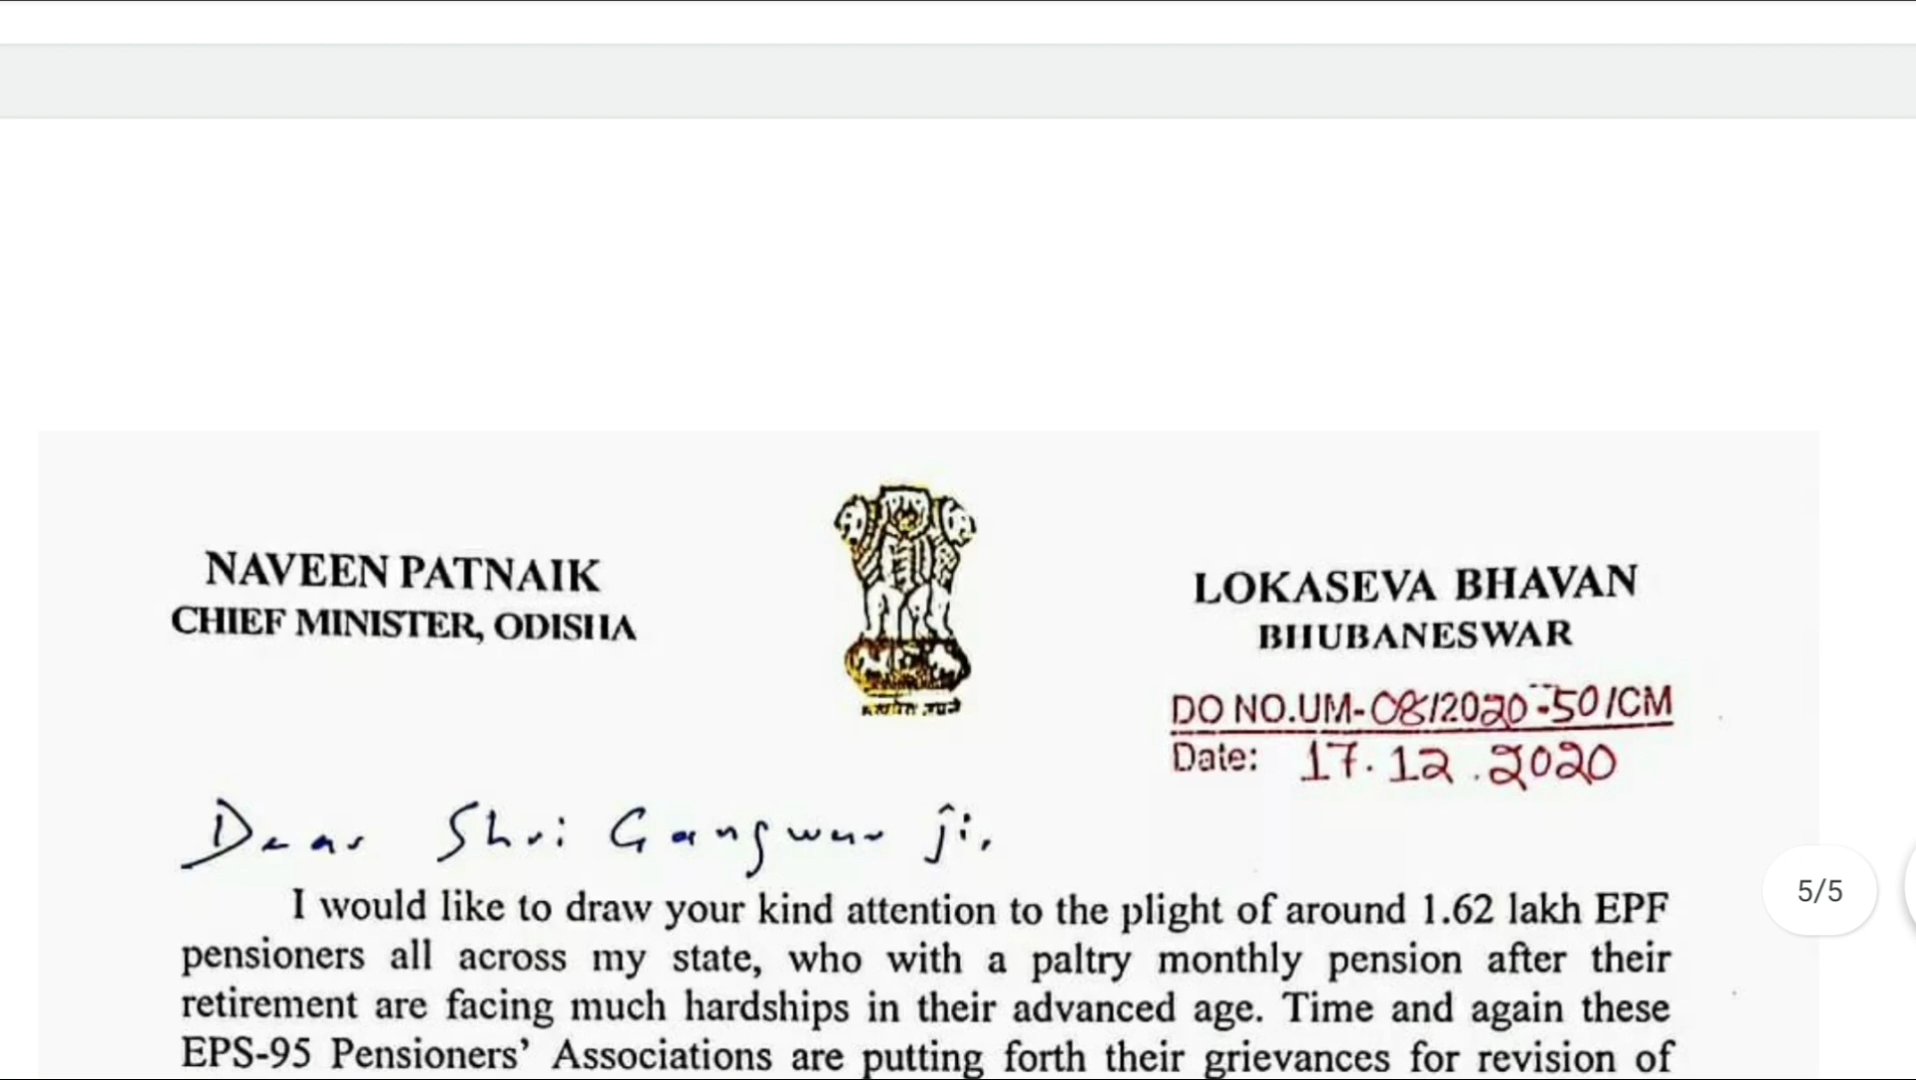 NAVEEN PATNAIK
CHIEF MINISTER, ODISHA
LOKASEVA BHAVAN
BHUBANESWAR
DO NO.UM-08/2020-50/CM
Date: 17.12.2020
Dear Shri Gangwar ji,
I would like to draw your kind attention to the plight of around 1.62 lakh EPF
pensioners all across my state, who with a paltry monthly pension after their
retirement are facing much hardships in their advanced age. Time and again these
EPS-95 Pensioners' Associations are putting forth their grievances for revision of
5/5